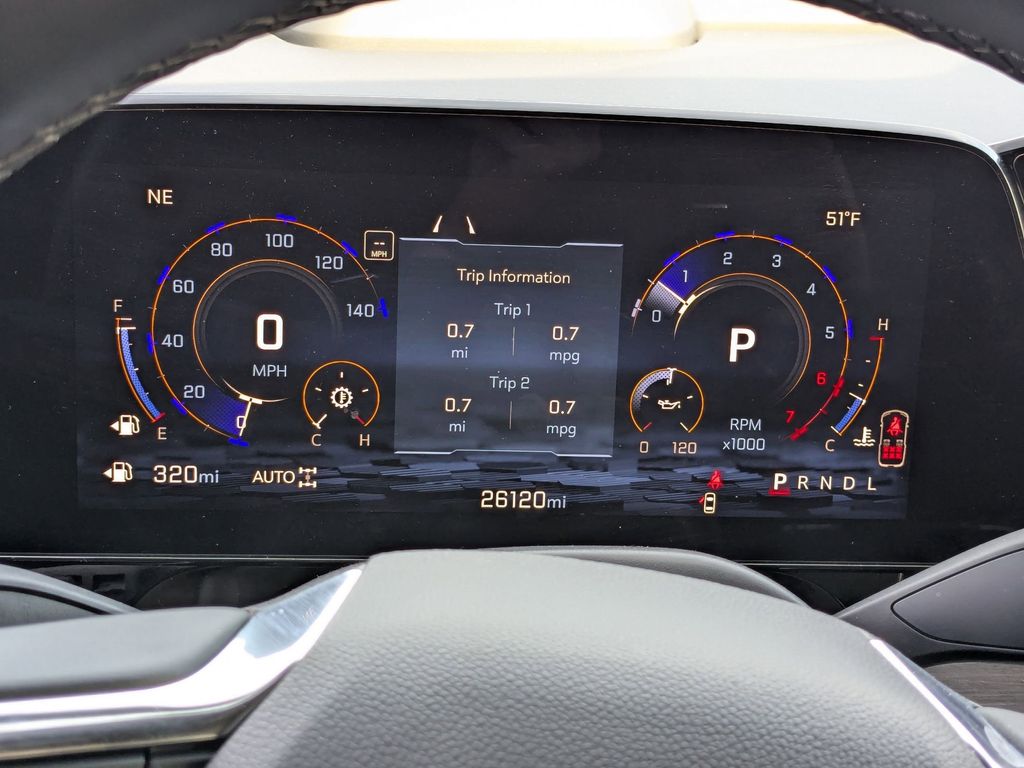 NE
51°F
80 100 120 140
60
40
20
0
-- MPH
0
MPH
F
E
C H
320mi
AUTO
Trip Information
Trip 1
0.7 0.7
mi mpg
Trip 2
0.7 0.7
mi mpg
26120mi
0 1 2 3 4 5 6 7
P
RPM
x1000
0 120
H
C
P R N D L